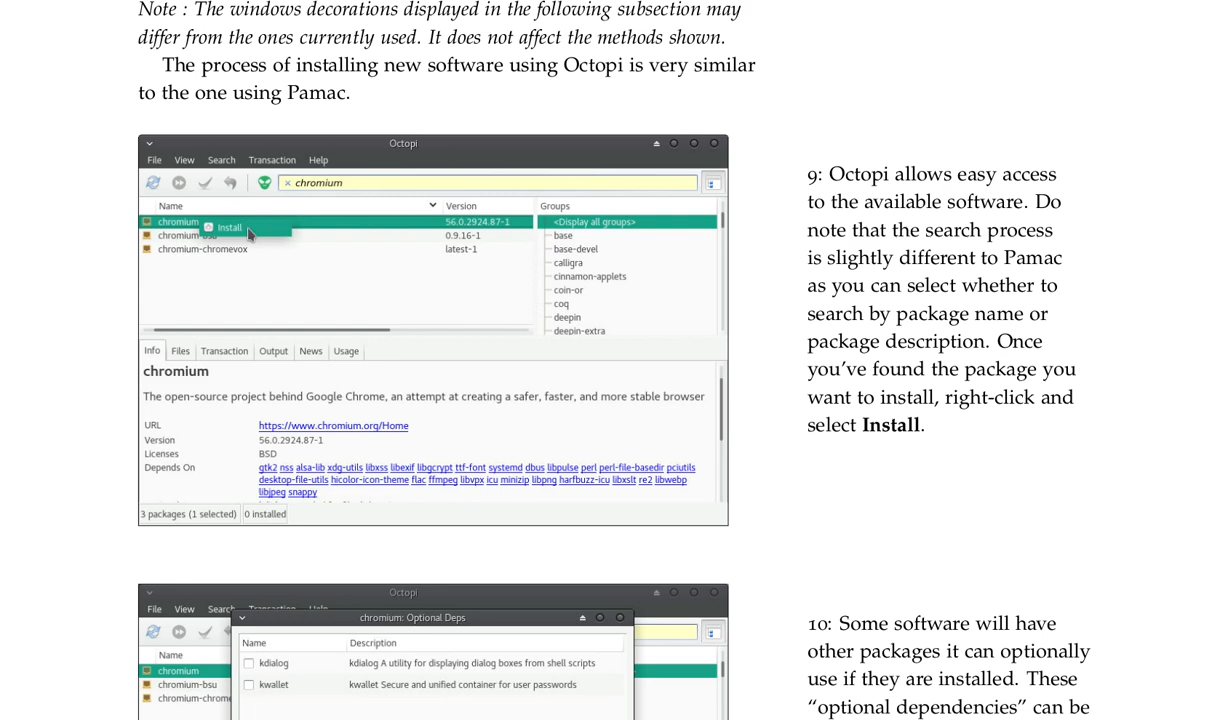 Note : The windows decorations displayed in the following subsection may
differ from the ones currently used. It does not affect the methods shown.
The process of installing new software using Octopi is very similar
to the one using Pamac.
Octopi
File View Search Transaction Help
chromium
Name Version
chromium 56.0.2924.87-1
Install
0.9.16-1
chromium-chromevox latest-1
Groups
<Display all groups>
base
base-devel
calligra
cinnamon-applets
coin-or
coq
deepin
deepin-extra
Info Files Transaction Output News Usage
chromium
The open-source project behind Google Chrome, an attempt at creating a safer, faster, and more stable browser
URL https://www.chromium.org/Home
Version 56.0.2924.87-1
Licenses BSD
Depends On gtk2 nss alsa-lib xdg-utils libxss libexif libgcrypt ttf-font systemd dbus libpulse perl perl-file-basedir pciutils
desktop-file-utils hicolor-icon-theme flac ffmpeg libvpx icu minizip libpng harfbuzz-icu libxslt re2 libwebp
libjpeg snappy
3 packages (1 selected) 0 installed
9: Octopi allows easy access
to the available software. Do
note that the search process
is slightly different to Pamac
as you can select whether to
search by package name or
package description. Once
you've found the package you
want to install, right-click and
select Install.
Octopi
File View Search Transaction Help
chromium: Optional Deps
Name
chromium
chromium-bsu
chromium-chrome
Name Description
kdialog kdialog A utility for displaying dialog boxes from shell scripts
kwallet kwallet Secure and unified container for user passwords
10: Some software will have
other packages it can optionally
use if they are installed. These
“optional dependencies” can be